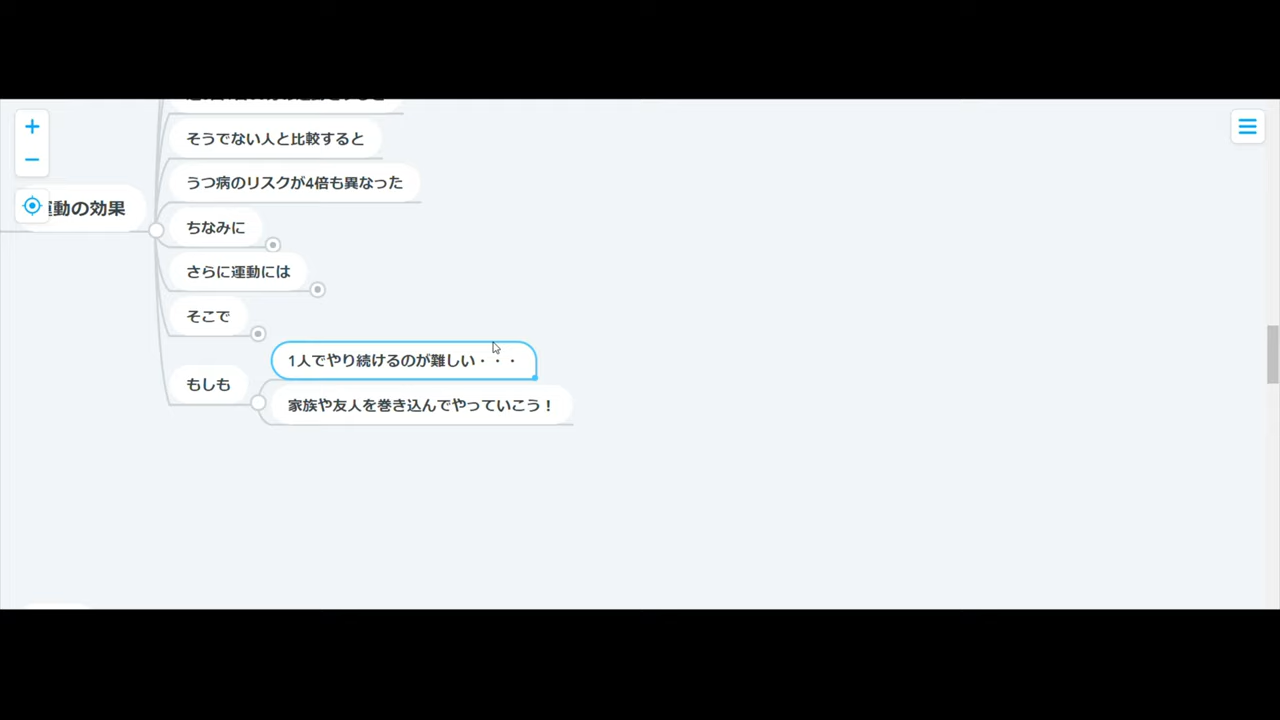 そうでない人と比較すると
うつ病のリスクが4倍も異なった
動の効果
ちなみに
さらに運動には
そこで
1人でやり続けるのが難しい・・・
もしも
家族や友人を巻き込んでやっていこう！